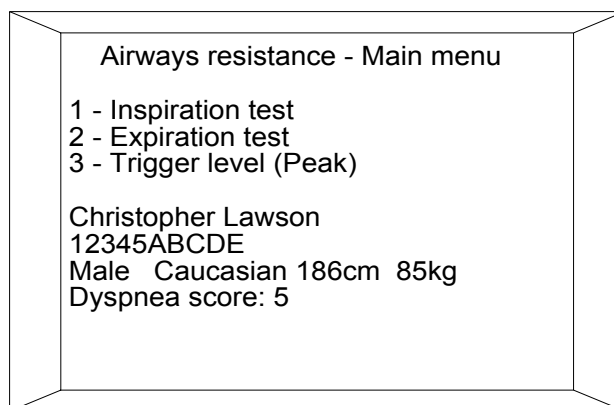 Airways resistance - Main menu
1 - Inspiration test
2 - Expiration test
3 - Trigger level (Peak)
Christopher Lawson
12345ABCDE
Male   Caucasian 186cm  85kg
Dyspnea score: 5